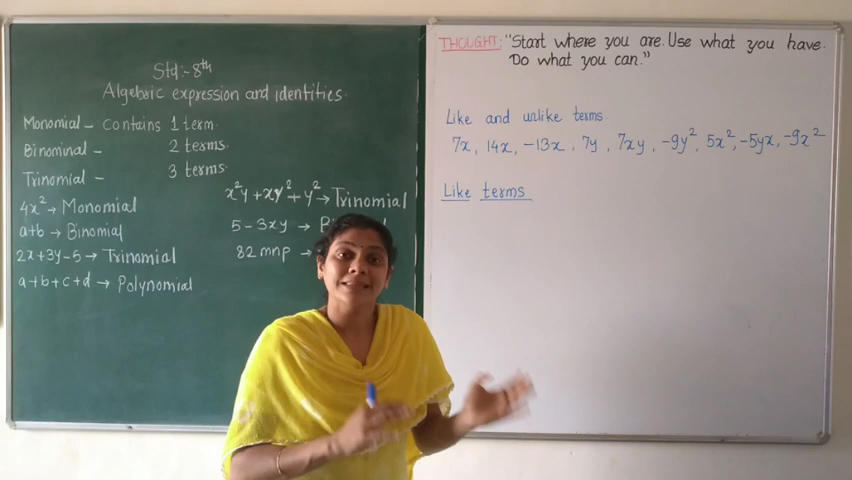 Std:- 8th
Algebraic expression and identities.
Monomial - contains 1 term.
Binominal - 2 terms.
Trinomial - 3 terms.
4x² → Monomial
a+b → Binomial
2x+3y-5 → Trinomial
a+b+c+d → Polynomial
x²y + xy² + y² → Trinomial
5 - 3xy →
82 mnp →
THOUGHT: "Start where you are. Use what you have.
Do what you can."
Like and unlike terms
7x, 14x, -13x, 7y, 7xy, -9y², 5x², -5yx, -9x²
Like terms